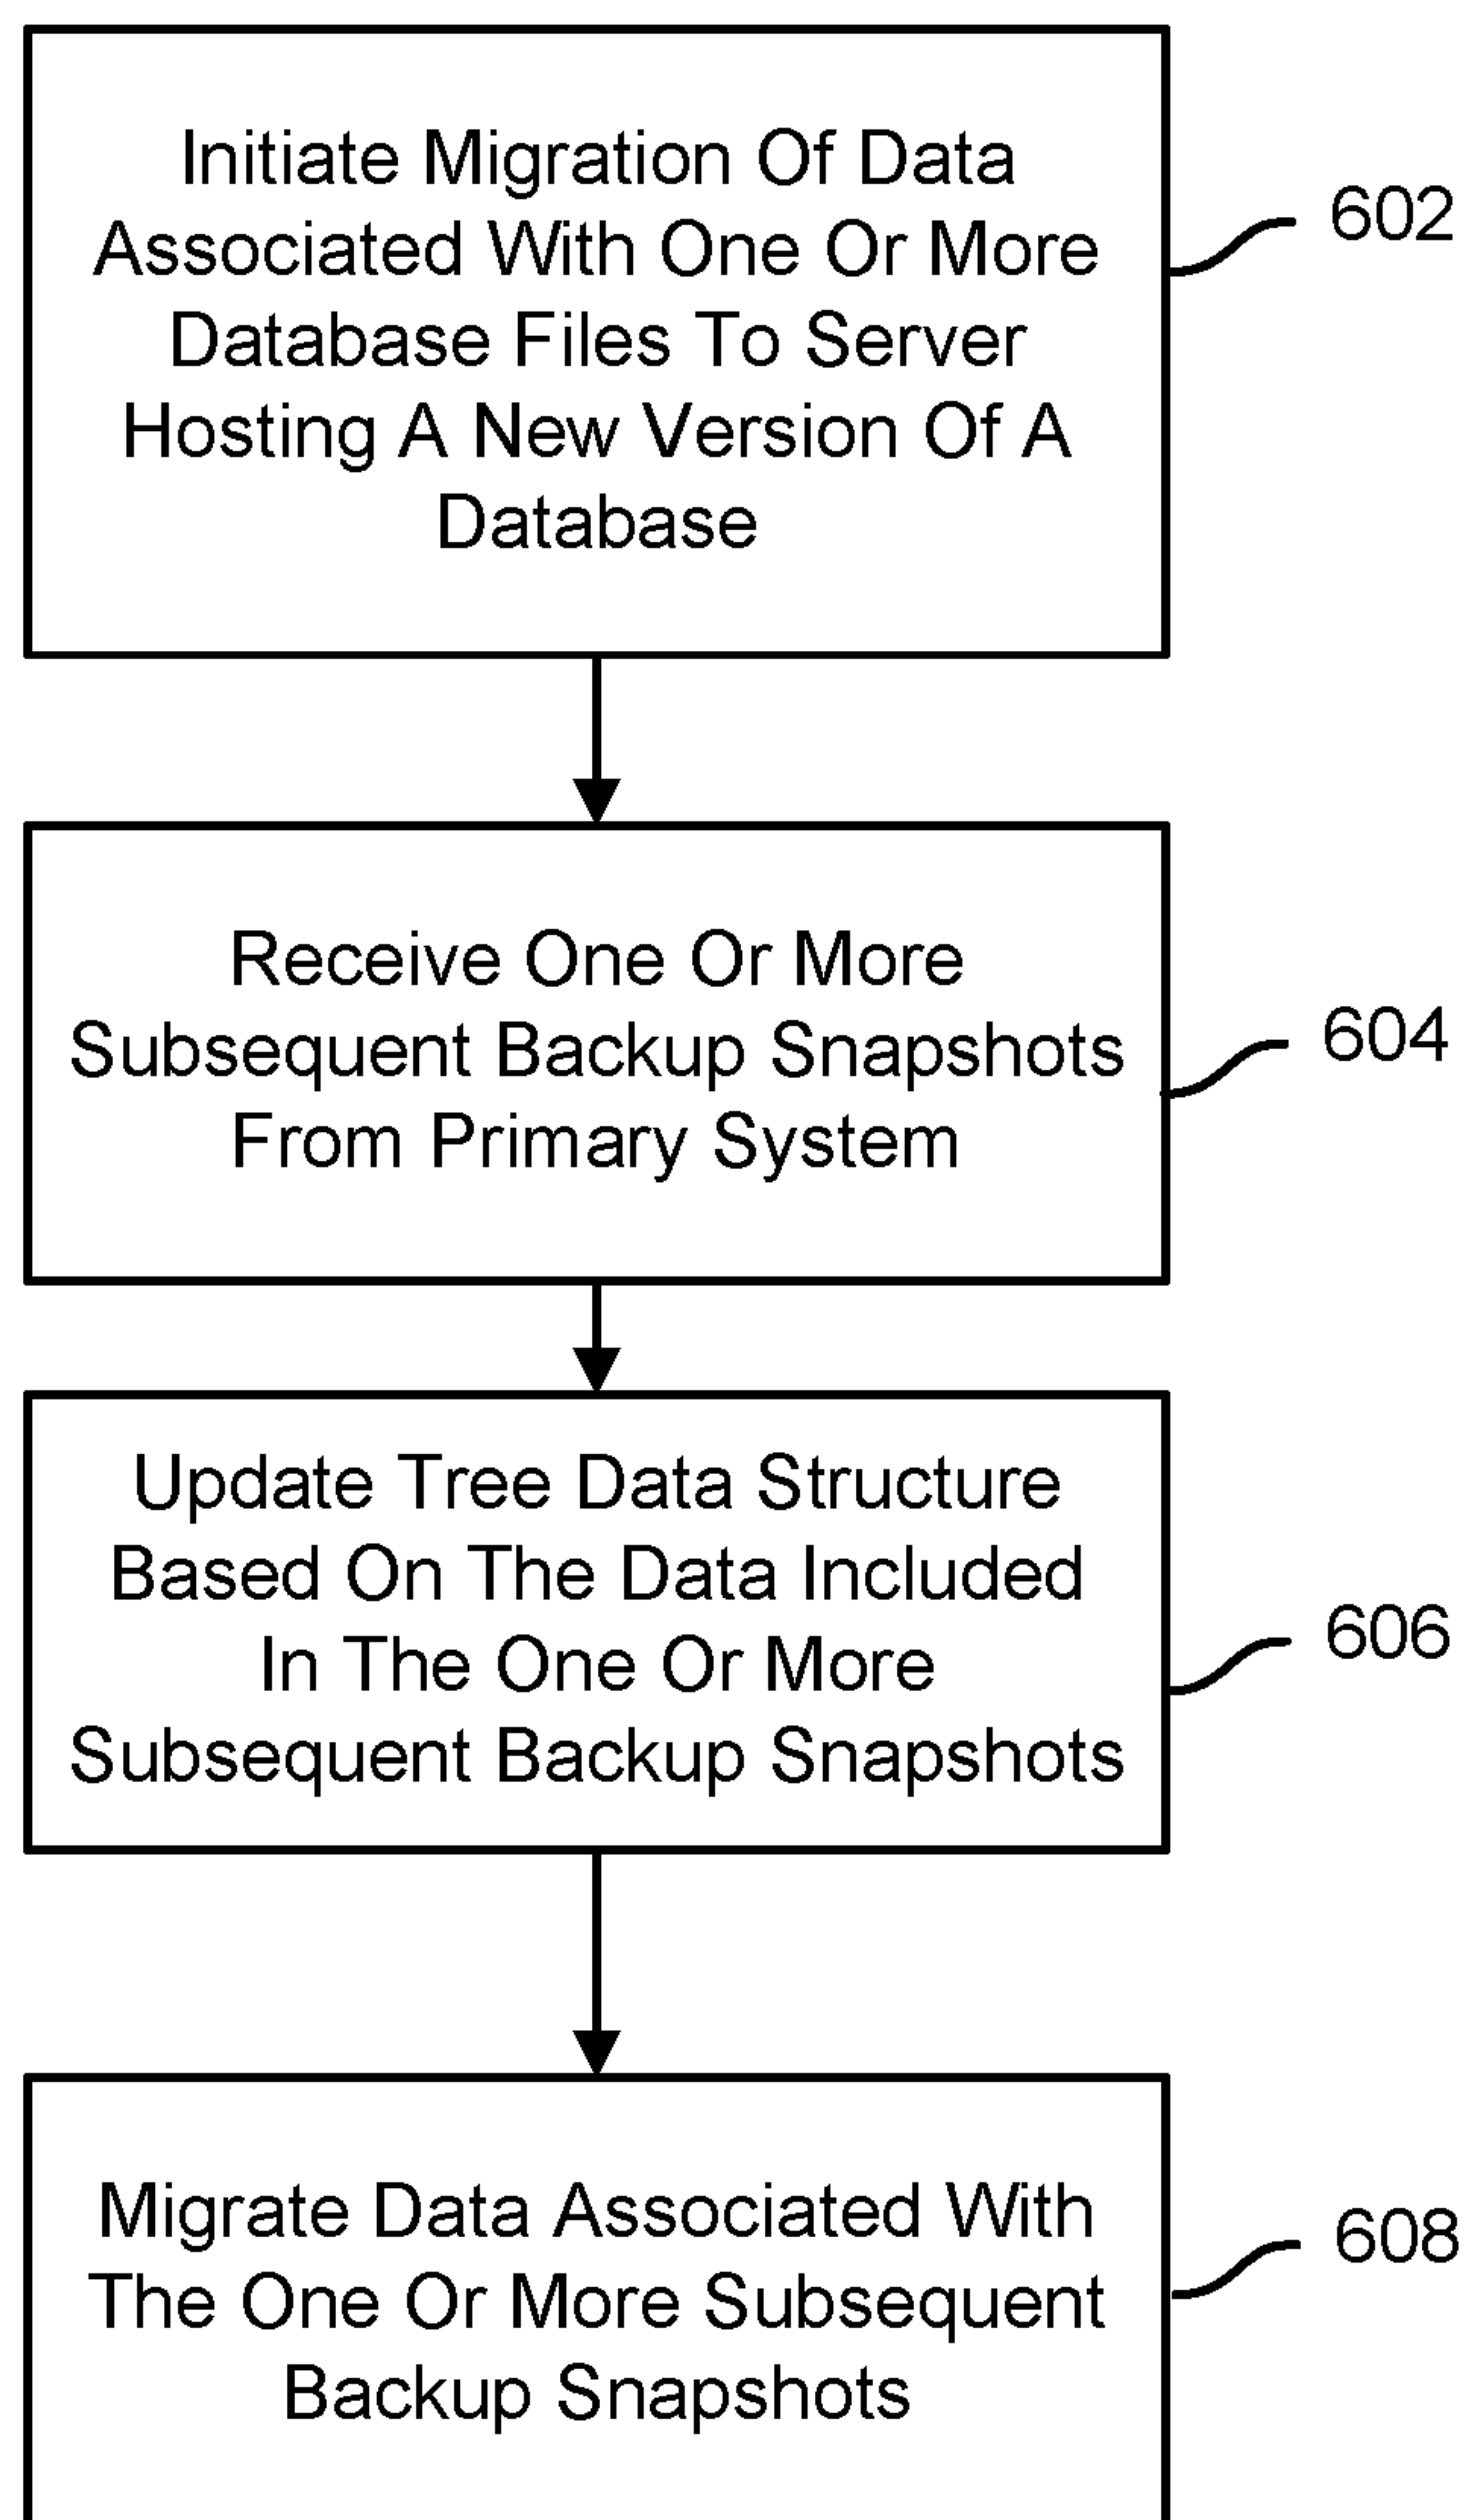 Initiate Migration Of Data
Associated With One Or More
Database Files To Server
Hosting A New Version Of A
Database
602
Receive One Or More
Subsequent Backup Snapshots
From Primary System
604
Update Tree Data Structure
Based On The Data Included
In The One Or More
Subsequent Backup Snapshots
606
Migrate Data Associated With
The One Or More Subsequent
Backup Snapshots
608